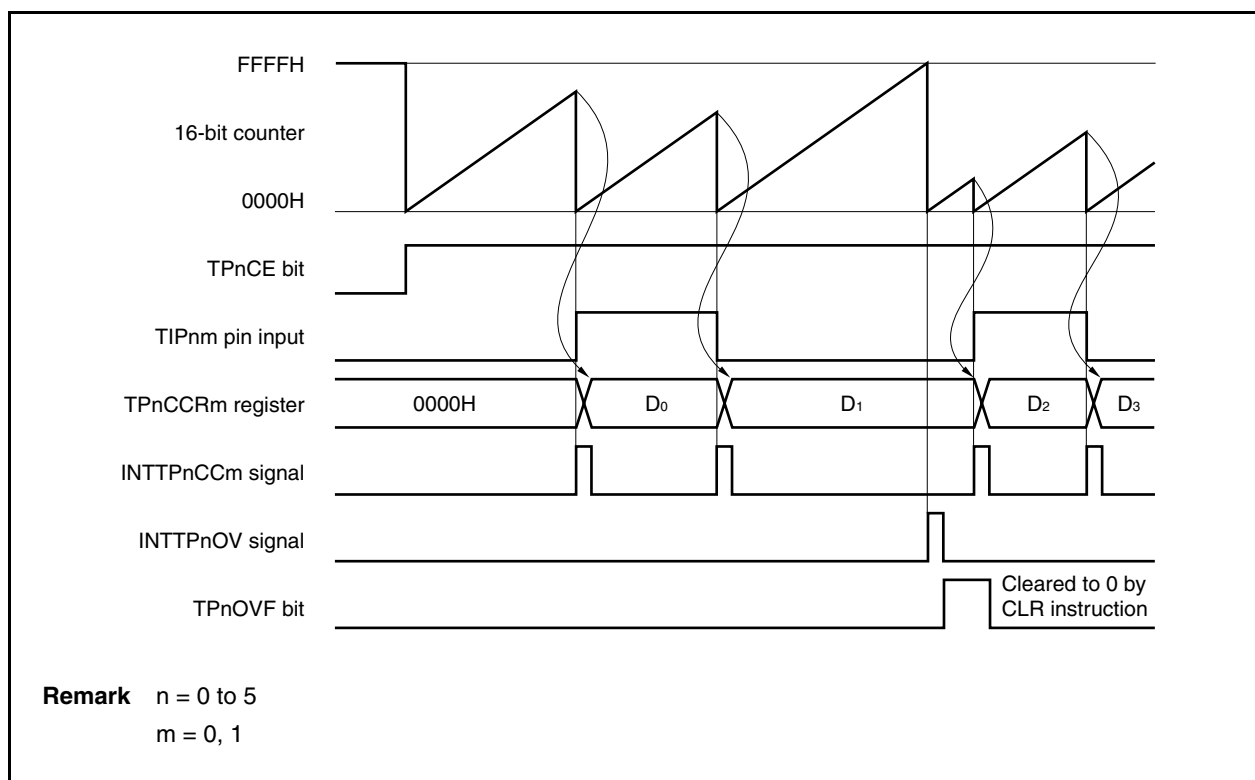 FFFFH
16-bit counter
0000H
TPnCE bit
TIPnm pin input
TPnCCRm register
0000H D0 D1 D2 D3
INTTPnCCm signal
INTTPnOV signal
TPnOVF bit
Cleared to 0 by
CLR instruction
Remark n = 0 to 5
m = 0, 1